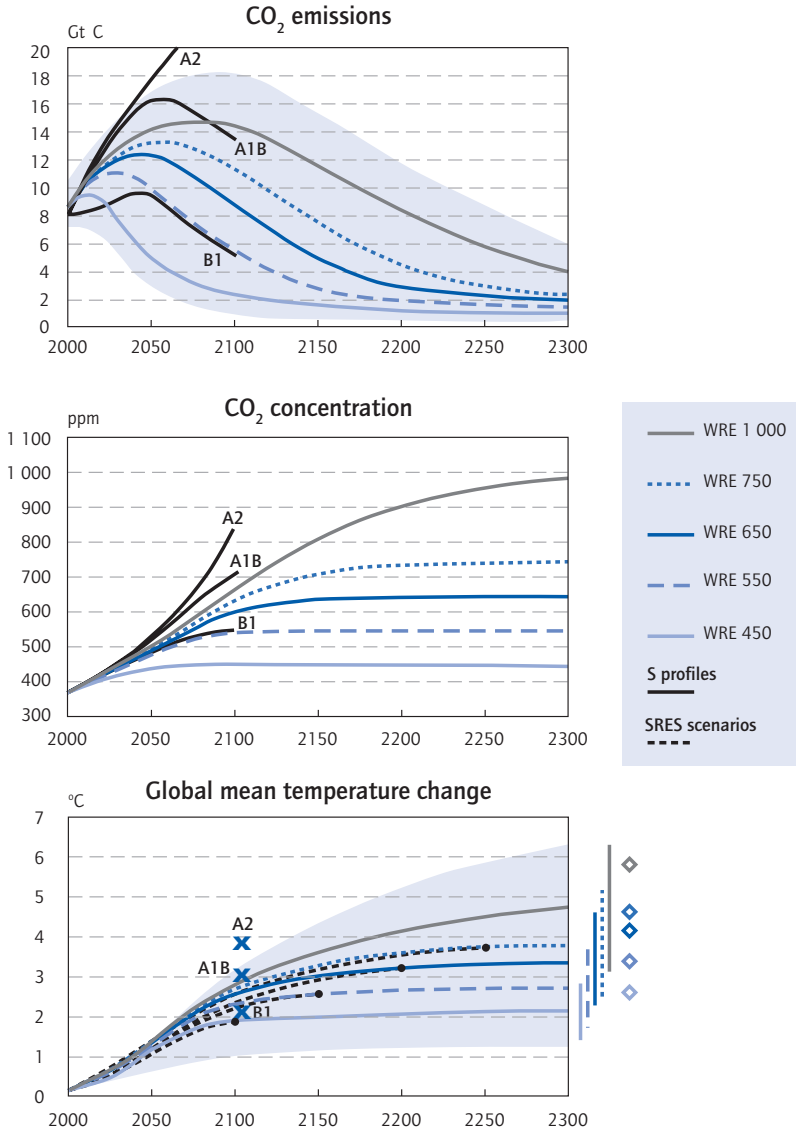 CO₂ emissions
Gt C
20
18
16
14
12
10
8
6
4
2
0
A2
A1B
B1
2000 2050 2100 2150 2200 2250 2300
CO₂ concentration
ppm
1 100
1 000
900
800
700
600
500
400
300
A2
A1B
B1
2000 2050 2100 2150 2200 2250 2300
WRE 1 000
WRE 750
WRE 650
WRE 550
WRE 450
S profiles
SRES scenarios
Global mean temperature change
ºC
7
6
5
4
3
2
1
0
A2
A1B
B1
2000 2050 2100 2150 2200 2250 2300